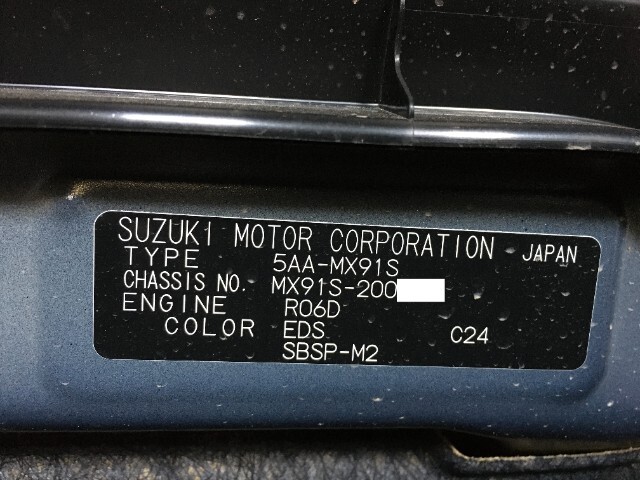 SUZUKI MOTOR CORPORATION JAPAN
TYPE 5AA-MX91S
CHASSIS NO. MX91S-200
ENGINE R06D
COLOR EDS C24
SBSP-M2